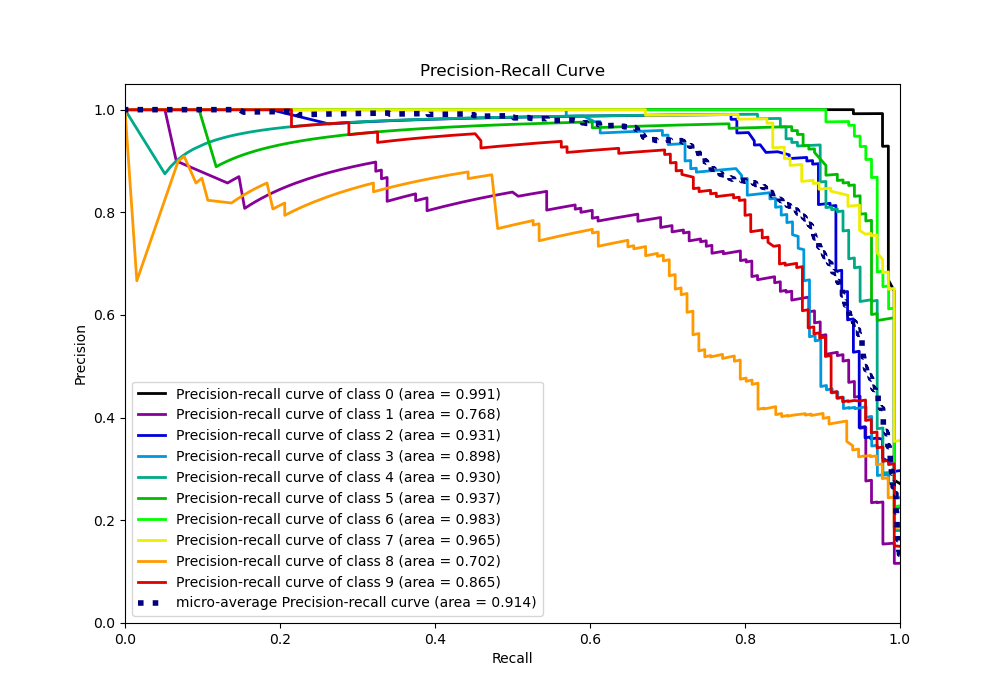 Precision-Recall Curve
1.0
0.8
0.6
0.4
0.2
0.0
Precision
Precision-recall curve of class 0 (area = 0.991)
Precision-recall curve of class 1 (area = 0.768)
Precision-recall curve of class 2 (area = 0.931)
Precision-recall curve of class 3 (area = 0.898)
Precision-recall curve of class 4 (area = 0.930)
Precision-recall curve of class 5 (area = 0.937)
Precision-recall curve of class 6 (area = 0.983)
Precision-recall curve of class 7 (area = 0.965)
Precision-recall curve of class 8 (area = 0.702)
Precision-recall curve of class 9 (area = 0.865)
micro-average Precision-recall curve (area = 0.914)
0.0 0.2 0.4 0.6 0.8 1.0
Recall